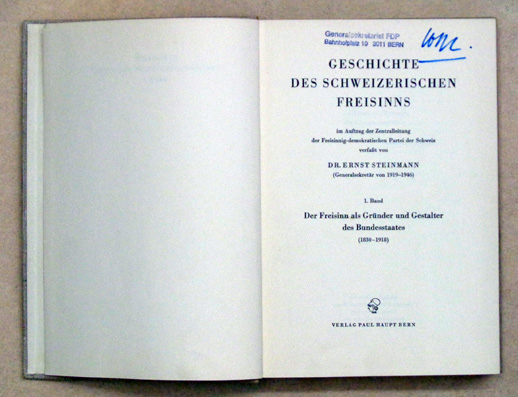 Generalsekretariat FDP
Bahnhofplatz 10 3011 BERN
GESCHICHTE
DES SCHWEIZERISCHEN
FREISINNS
im Auftrag der Zentralleitung
der Freisinnig-demokratischen Partei der Schweiz
verfaßt von
DR. ERNST STEINMANN
(Generalsekretär von 1919–1946)
1. Band
Der Freisinn als Gründer und Gestalter
des Bundesstaates
(1830–1918)
VERLAG PAUL HAUPT BERN